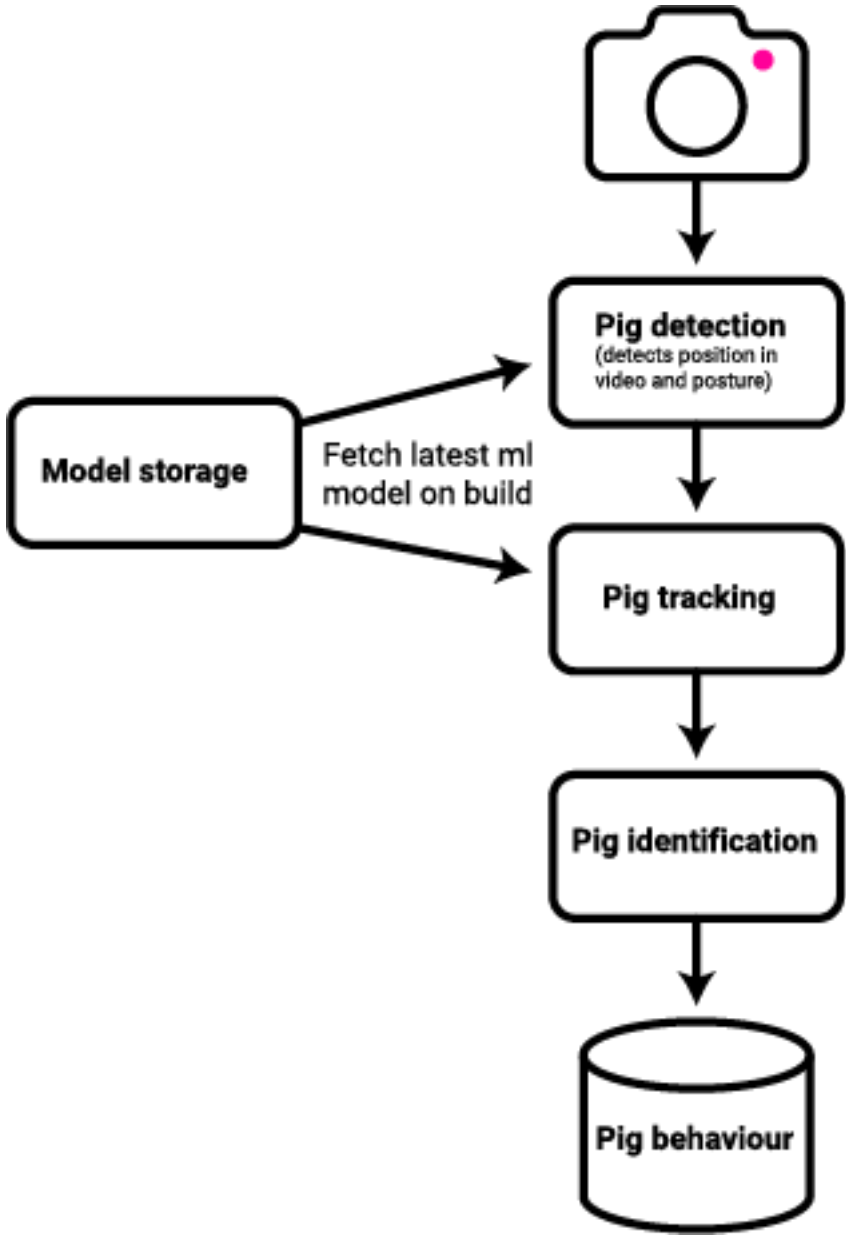 Pig detection
(detects position in
video and posture)
Model storage
Fetch latest ml
model on build
Pig tracking
Pig identification
Pig behaviour